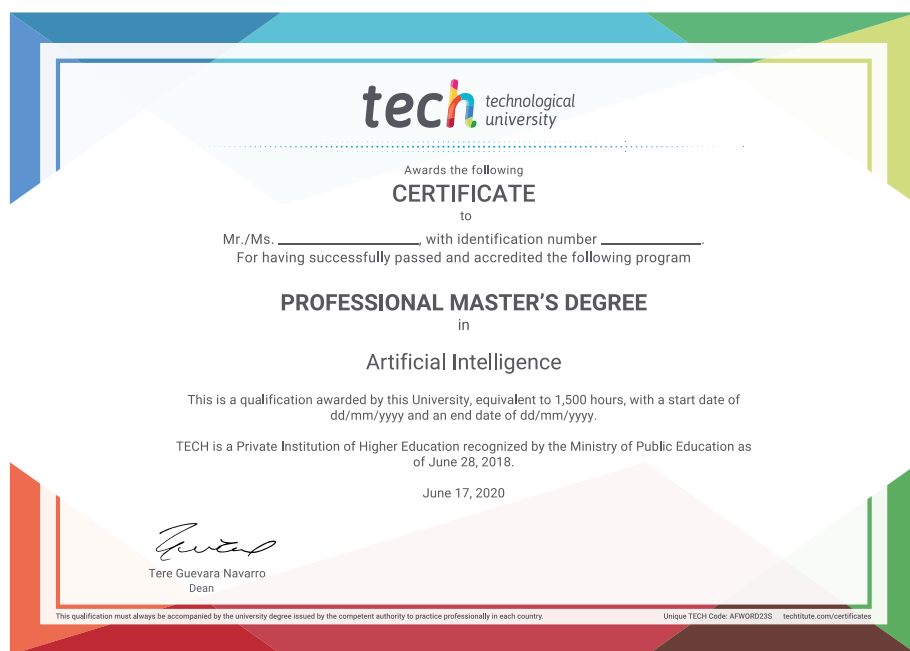 tech technological
university
Awards the following
CERTIFICATE
to
Mr./Ms. ____________________, with identification number ______________.
For having successfully passed and accredited the following program
PROFESSIONAL MASTER'S DEGREE
in
Artificial Intelligence
This is a qualification awarded by this University, equivalent to 1,500 hours, with a start date of
dd/mm/yyyy and an end date of dd/mm/yyyy.
TECH is a Private Institution of Higher Education recognized by the Ministry of Public Education as
of June 28, 2018.
June 17, 2020
Tere Guevara Navarro
Dean
This qualification must always be accompanied by the university degree issued by the competent authority to practice professionally in each country. Unique TECH Code: AFWORD23S techtitute.com/certificates